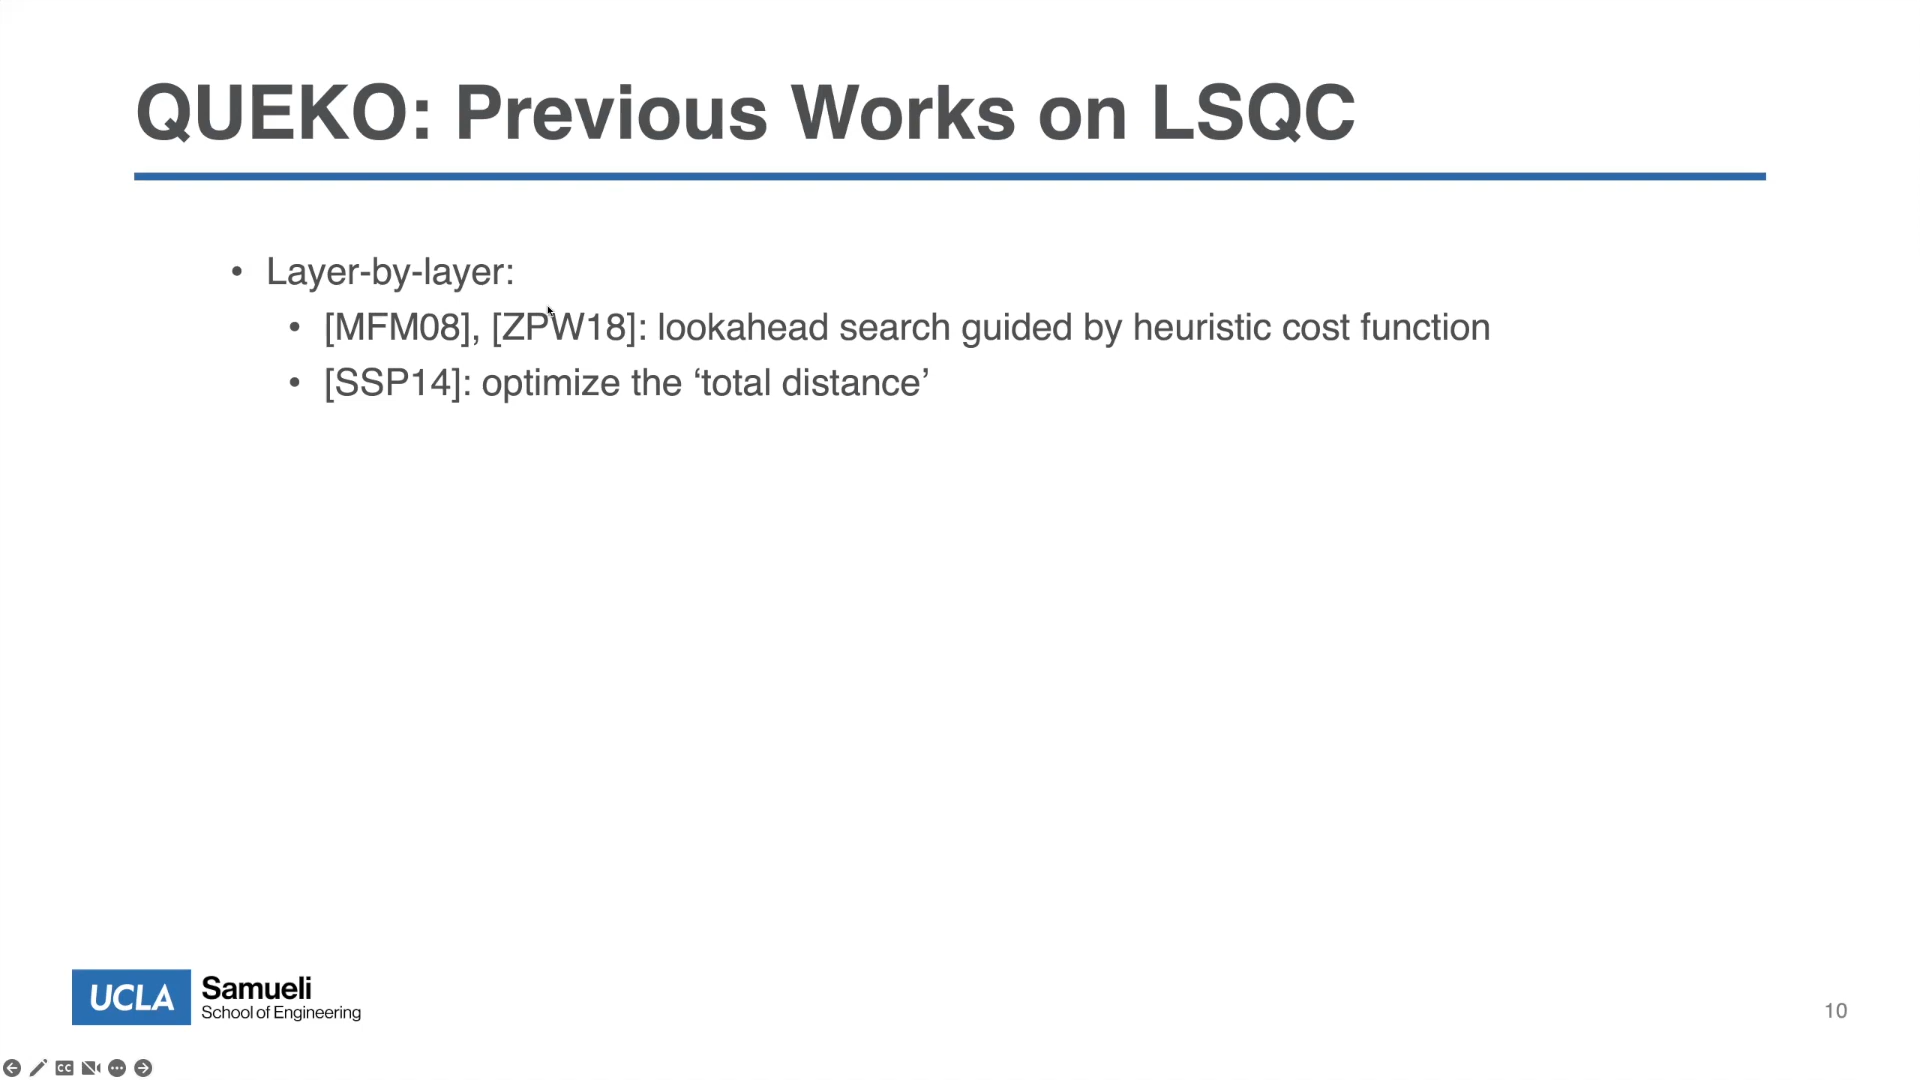 QUEKO: Previous Works on LSQC
• Layer-by-layer:
• [MFM08], [ZPW18]: lookahead search guided by heuristic cost function
• [SSP14]: optimize the ‘total distance’
UCLA
Samueli
School of Engineering
10
CC